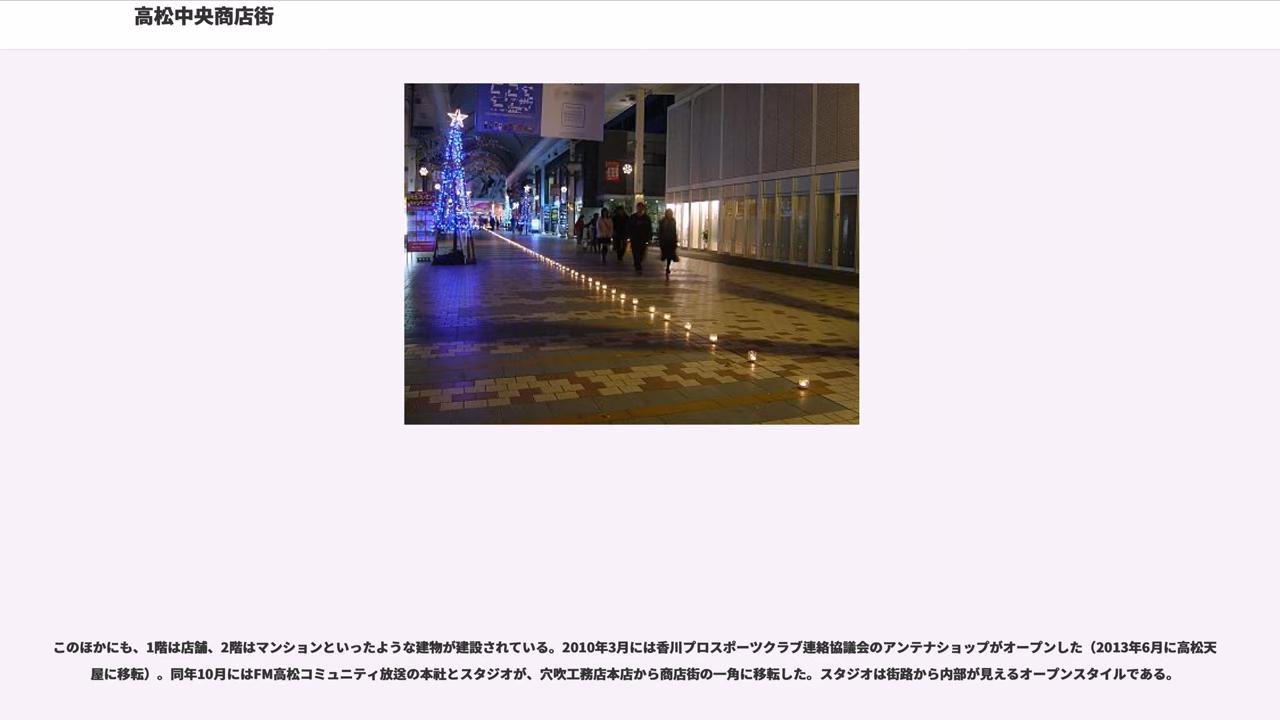 高松中央商店街
このほかにも、1階は店舗、2階はマンションといったような建物が建設されている。2010年3月には香川プロスポーツクラブ連絡協議会のアンテナショップがオープンした（2013年6月に高松天
屋に移転）。同年10月にはFM高松コミュニティ放送の本社とスタジオが、穴吹工務店本店から商店街の一角に移転した。スタジオは街路から内部が見えるオープンスタイルである。